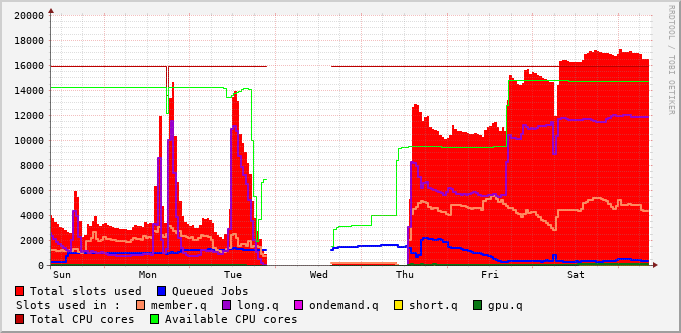 20000
18000
16000
14000
12000
10000
8000
6000
4000
2000
0
Sun Mon Tue Wed Thu Fri Sat
RRDTOOL / TOBI OETIKER
Total slots used Queued Jobs
Slots used in : member.q long.q ondemand.q short.q gpu.q
Total CPU cores Available CPU cores